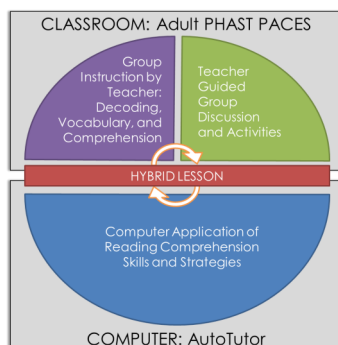 CLASSROOM: Adult PHAST PACES
Group
Instruction by
Teacher:
Decoding,
Vocabulary, and
Comprehension
Teacher
Guided
Group
Discussion
and Activities
HYBRID LESSON
Computer Application of
Reading Comprehension
Skills and Strategies
COMPUTER: AutoTutor